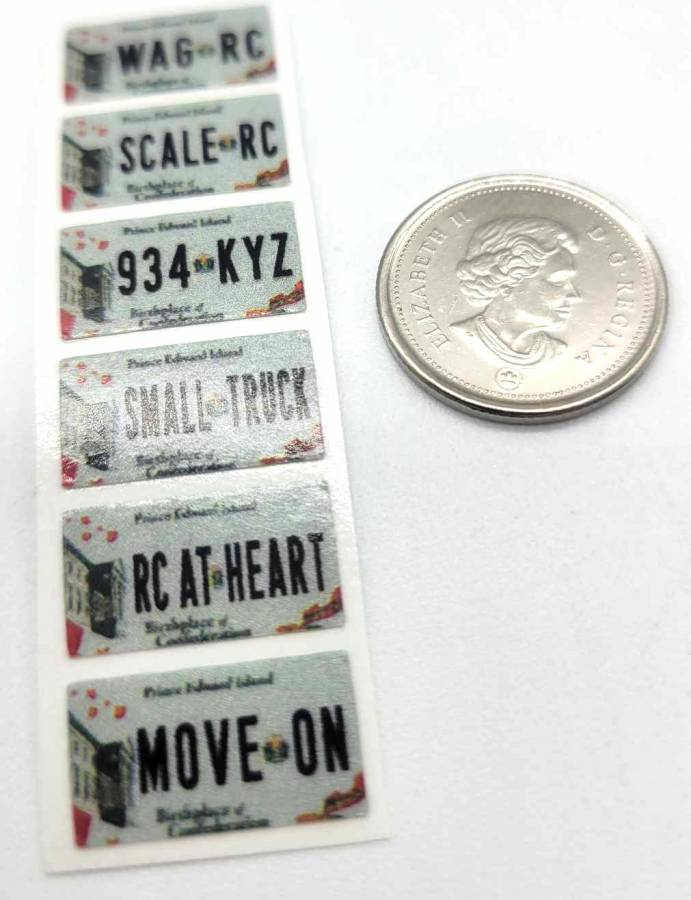 Prince Edward Island
WAG RC
Birthplace of
Prince Edward Island
SCALE RC
Birthplace of
Confederation
Prince Edward Island
934 KYZ
Birthplace of
Confederation
Prince Edward Island
SMALL TRUCK
Birthplace of
Confederation
Prince Edward Island
RC AT HEART
Birthplace of
Confederation
Prince Edward Island
MOVE ON
Birthplace of
Confederation
ELIZABETH II D·G·REGINA